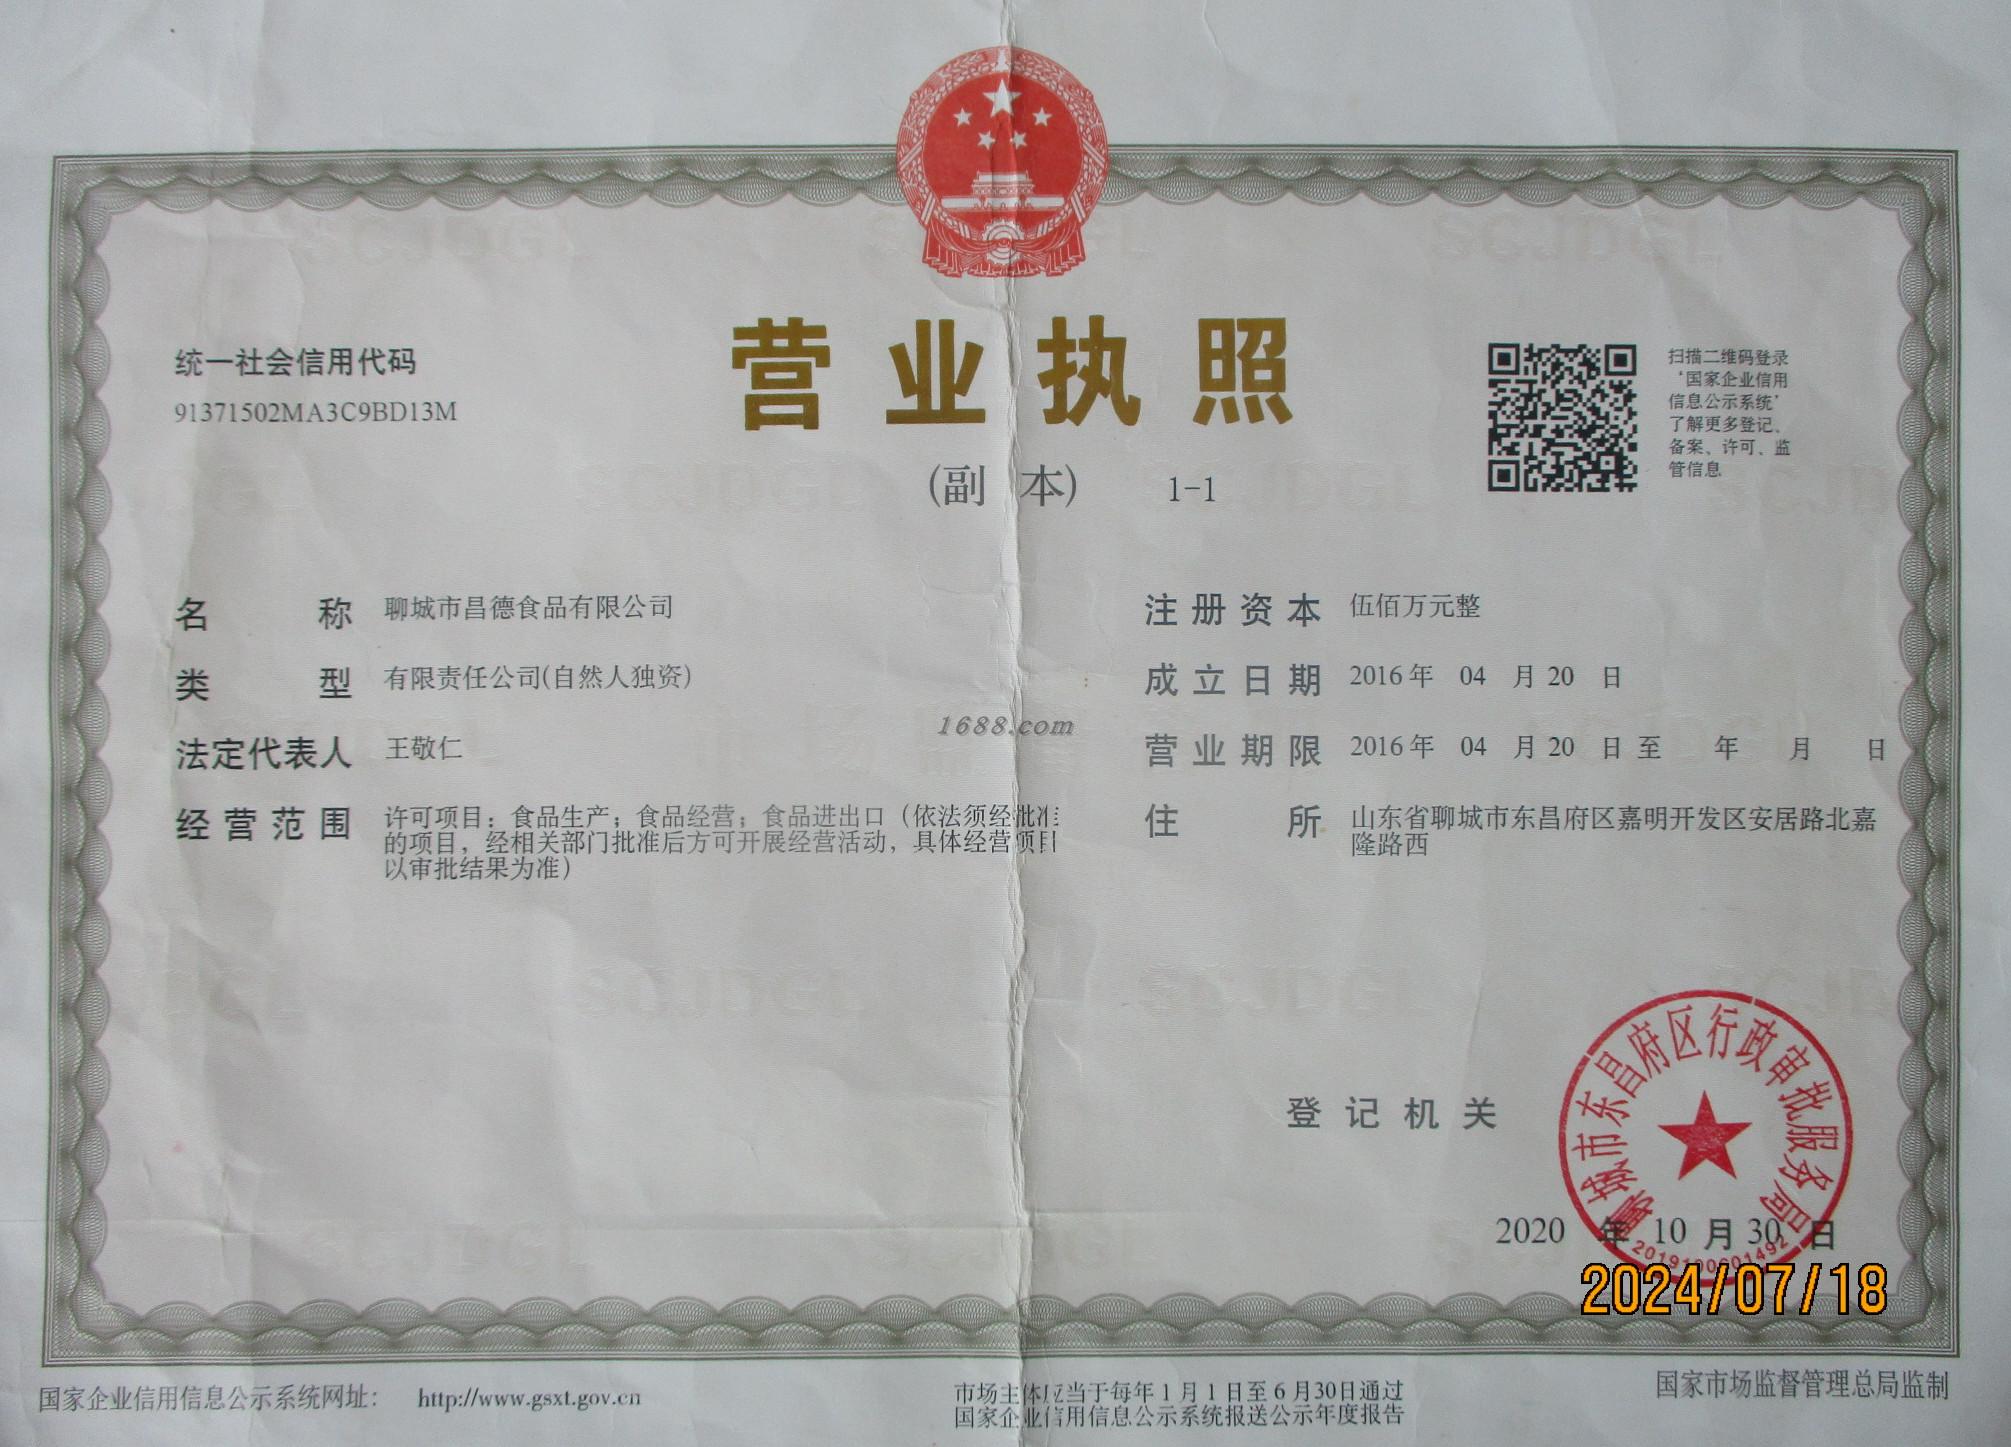 营业执照
(副 本) 1-1
统一社会信用代码
91371502MA3C9BD13M
扫描二维码登录
‘国家企业信用
信息公示系统’
了解更多登记、
备案、许可、监
管信息
名称 聊城市昌德食品有限公司
类型 有限责任公司(自然人独资)
法定代表人 王敬仁
经营范围 许可项目：食品生产；食品经营；食品进出口（依法须经批准
的项目，经相关部门批准后方可开展经营活动，具体经营项目
以审批结果为准）
注册资本 伍佰万元整
成立日期 2016年 04 月 20 日
营业期限 2016年 04 月 20 日 至 年 月 日
住所 山东省聊城市东昌府区嘉明开发区安居路北嘉
隆路西
1688.com
登记机关
聊城市东昌府区行政审批服务局
2020 年 10 月 30 日
2024/07/18
国家企业信用信息公示系统网址： http://www.gsxt.gov.cn
市场主体应当于每年1月1日至6月30日通过
国家企业信用信息公示系统报送公示年度报告
国家市场监督管理总局监制